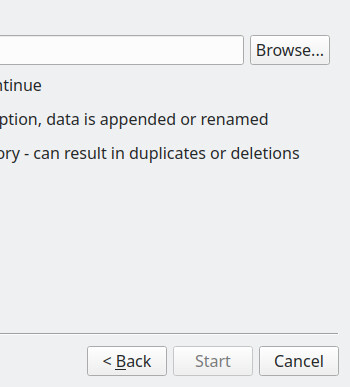 Browse...
ntinue
ption, data is appended or renamed
ory - can result in duplicates or deletions
< Back
Start
Cancel